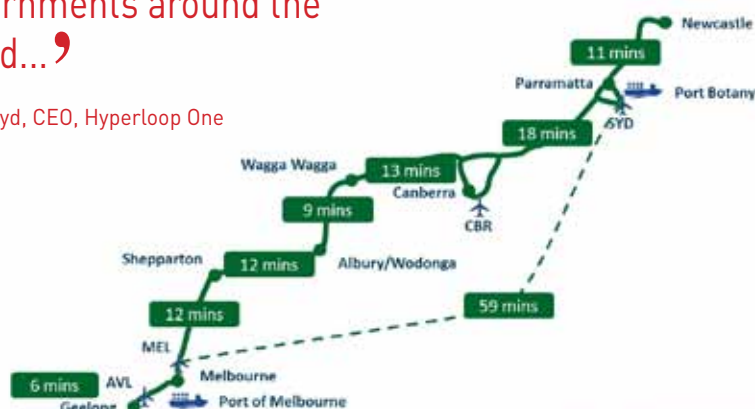 ernments around the
d...’
yd, CEO, Hyperloop One
Newcastle
11 mins
Parramatta
Port Botany
SYD
18 mins
Wagga Wagga
13 mins
Canberra
CBR
9 mins
Shepparton
12 mins
Albury/Wodonga
59 mins
12 mins
MEL
6 mins
AVL
Melbourne
Geelong
Port of Melbourne